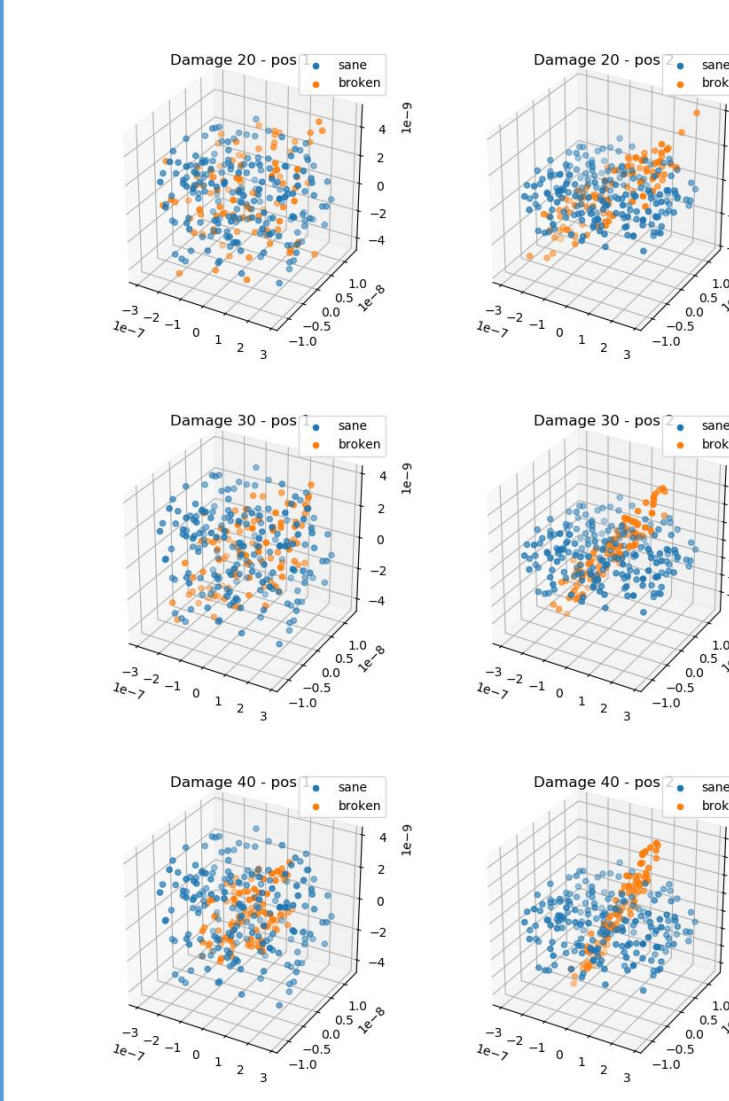 Damage 20 - pos 1
sane
broken
1e−9
4
2
0
−2
−4
1.0
0.5
0.0
−0.5
−1.0
1e−8
−3 −2 −1 0 1 2 3
1e−7
Damage 20 - pos 2
sane
brok
1.0
0.5
0.0
−0.5
−1.0
−3 −2 −1 0 1 2 3
1e−7
Damage 30 - pos 1
sane
broken
1e−9
4
2
0
−2
−4
1.0
0.5
0.0
−0.5
−1.0
1e−8
−3 −2 −1 0 1 2 3
1e−7
Damage 30 - pos 2
sane
brok
1.0
0.5
0.0
−0.5
−1.0
−3 −2 −1 0 1 2 3
1e−7
Damage 40 - pos 1
sane
broken
1e−9
4
2
0
−2
−4
1.0
0.5
0.0
−0.5
−1.0
1e−8
−3 −2 −1 0 1 2 3
1e−7
Damage 40 - pos 2
sane
brok
1.0
0.5
0.0
−0.5
−1.0
−3 −2 −1 0 1 2 3
1e−7